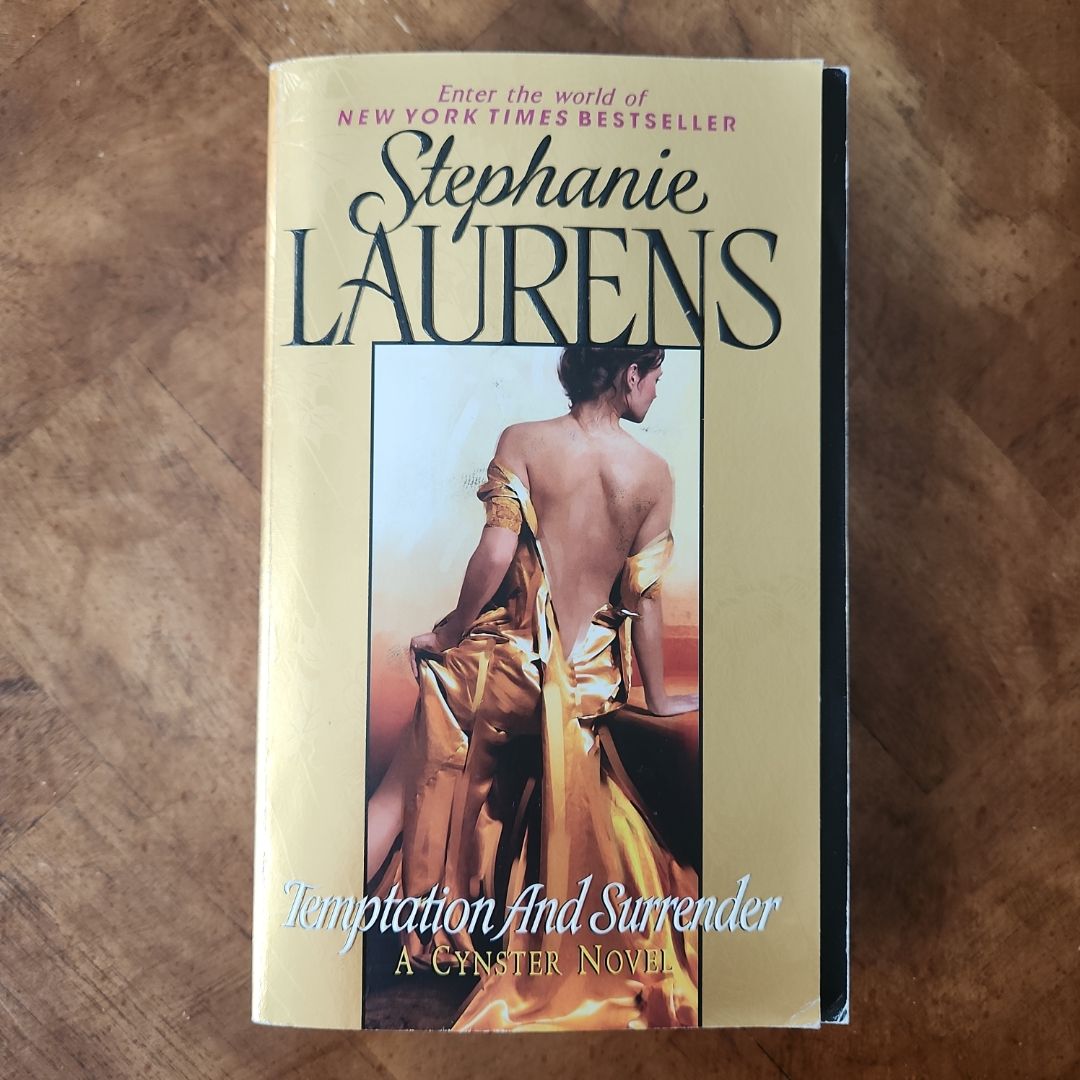 Enter the world of
NEW YORK TIMES BESTSELLER
Stephanie
LAURENS
Temptation And Surrender
A CYNSTER NOVEL